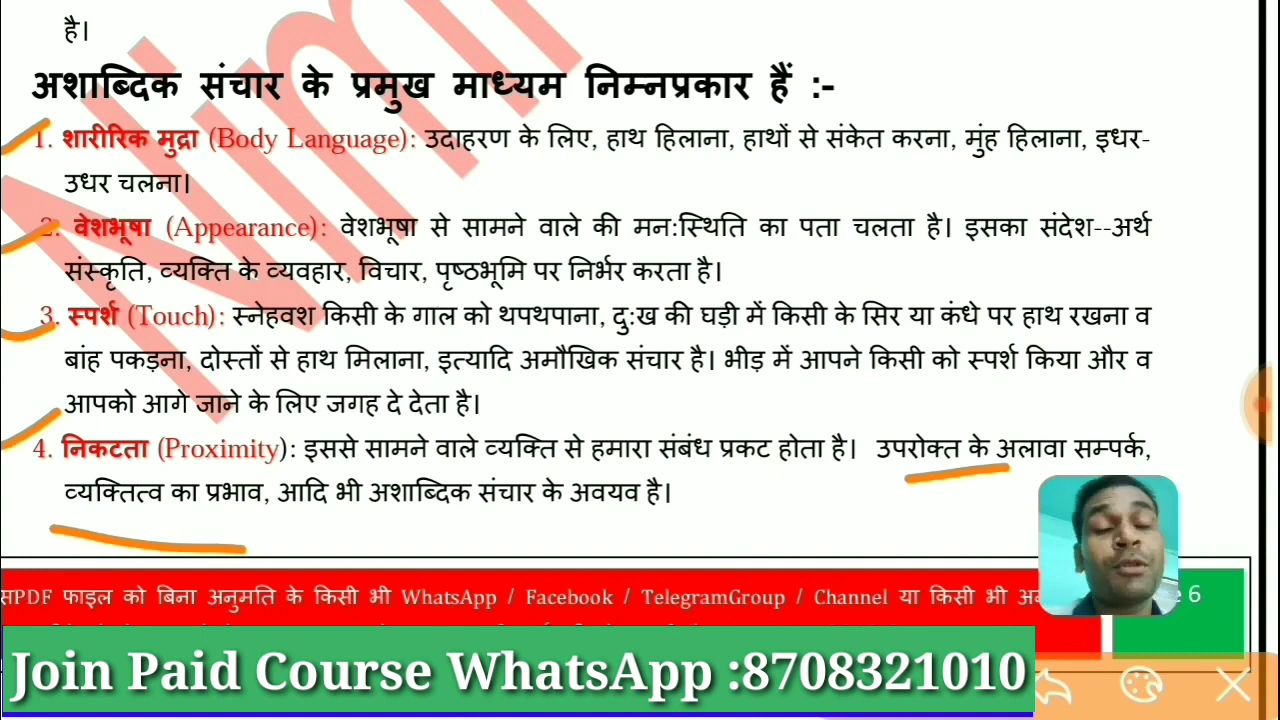 है।
अशाब्दिक संचार के प्रमुख माध्यम निम्नप्रकार हैं :-
1. शारीरिक मुद्रा (Body Language): उदाहरण के लिए, हाथ हिलाना, हाथों से संकेत करना, मुंह हिलाना, इधर-
उधर चलना।
2. वेशभूषा (Appearance): वेशभूषा से सामने वाले की मन:स्थिति का पता चलता है। इसका संदेश--अर्थ
संस्कृति, व्यक्ति के व्यवहार, विचार, पृष्ठभूमि पर निर्भर करता है।
3. स्पर्श (Touch): स्नेहवश किसी के गाल को थपथपाना, दु:ख की घड़ी में किसी के सिर या कंधे पर हाथ रखना व
बांह पकड़ना, दोस्तों से हाथ मिलाना, इत्यादि अमौखिक संचार है। भीड़ में आपने किसी को स्पर्श किया और व
आपको आगे जाने के लिए जगह दे देता है।
4. निकटता (Proximity): इससे सामने वाले व्यक्ति से हमारा संबंध प्रकट होता है। उपरोक्त के अलावा सम्पर्क,
व्यक्तित्व का प्रभाव, आदि भी अशाब्दिक संचार के अवयव है।
PDF फाइल को बिना अनुमति के किसी भी WhatsApp / Facebook / TelegramGroup / Channel या किसी भी
6
Join Paid Course WhatsApp :8708321010